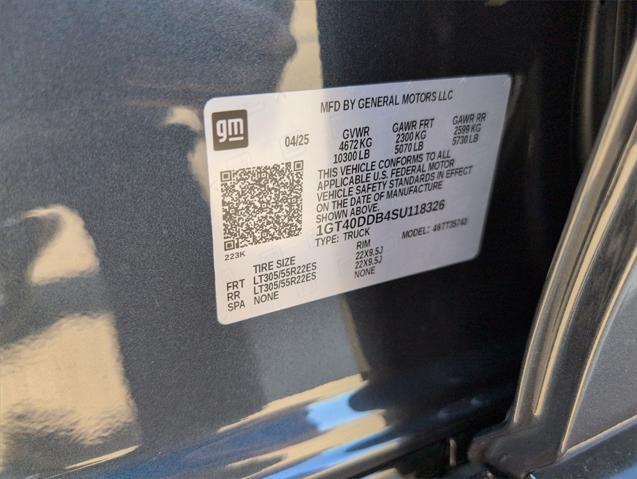 MFD BY GENERAL MOTORS LLC
gm
04/25
GVWR GAWR FRT GAWR RR
4672 KG 2300 KG 2599 KG
10300 LB 5070 LB 5730 LB
THIS VEHICLE CONFORMS TO ALL
APPLICABLE U.S. FEDERAL MOTOR
VEHICLE SAFETY STANDARDS IN EFFECT
ON THE DATE OF MANUFACTURE
SHOWN ABOVE.
1GT40DDB4SU118326
TYPE: TRUCK
223K
TIRE SIZE RIM
FRT LT305/55R22ES 22X9.5J
RR LT305/55R22ES 22X9.5J
SPA NONE NONE